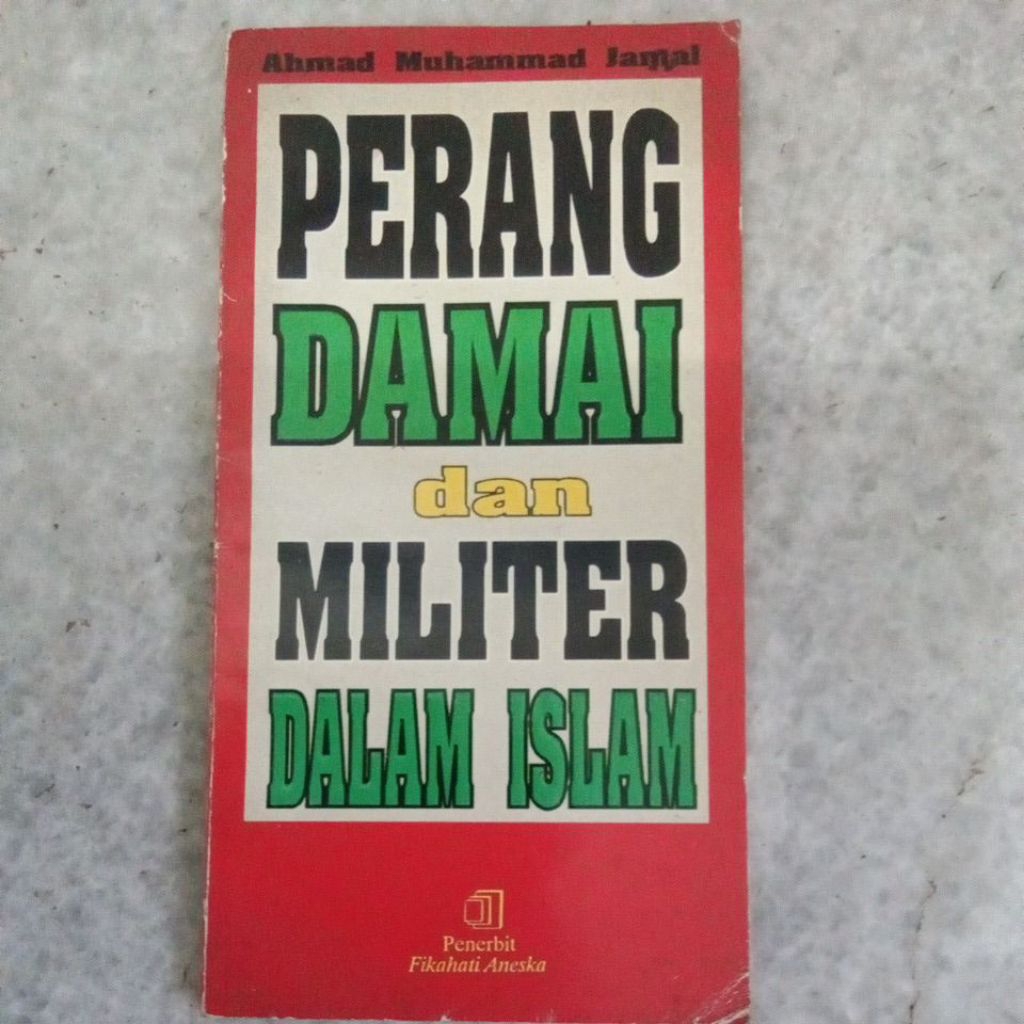 Ahmad Muhammad Jamal
PERANG
DAMAI
dan
MILITER
DALAM ISLAM
Penerbit
Fikahati Aneska